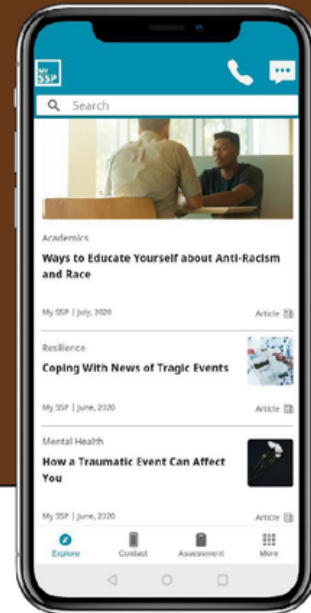 MY
SSP
Search
Academics
Ways to Educate Yourself about Anti-Racism
and Race
My SSP | July, 2020
Article
Resilience
Coping With News of Tragic Events
My SSP | June, 2020
Article
Mental Health
How a Traumatic Event Can Affect
You
My SSP | June, 2020
Article
Explore
Contact
Assessment
More